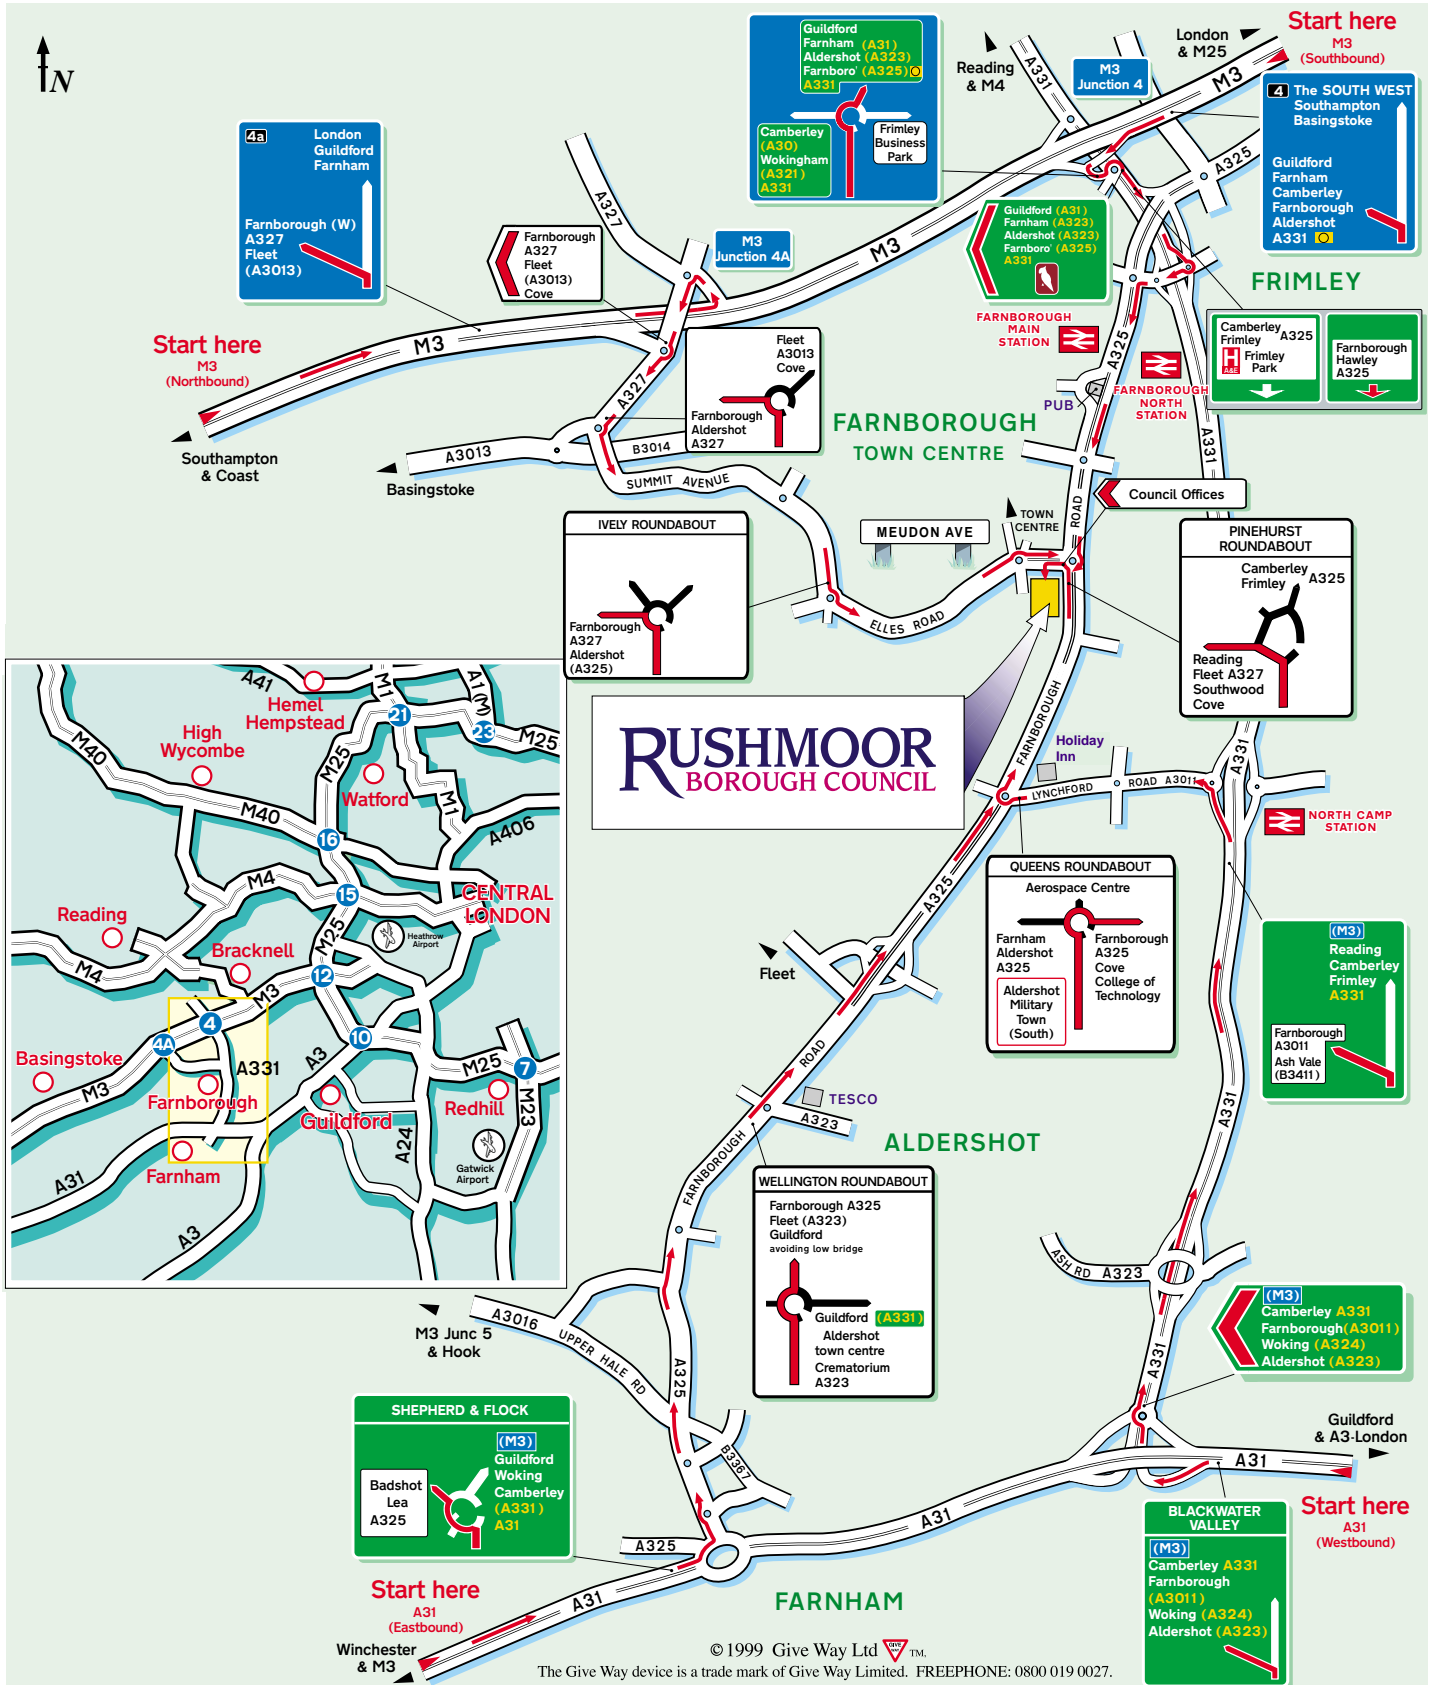 N
Start here
M3
(Southbound)
London
& M25
Reading
& M4
A331
M3
Junction 4
M3
Guildford
Farnham (A31)
Aldershot (A323)
Farnboro' (A325)
A331
Camberley
(A30)
Wokingham
(A321)
A331
Frimley
Business
Park
4 The SOUTH WEST
Southampton
Basingstoke
Guildford
Farnham
Camberley
Farnborough
Aldershot
A331
A325
4a
London
Guildford
Farnham
Farnborough (W)
A327
Fleet
(A3013)
A327
Farnborough
A327
Fleet
(A3013)
Cove
M3
Junction 4A
M3
Guildford (A31)
Farnham (A323)
Aldershot (A323)
Farnboro' (A325)
A331
FRIMLEY
FARNBOROUGH
MAIN
STATION
A325
Camberley
Frimley
A325
H
A&E
Frimley
Park
Farnborough
Hawley
A325
Start here
M3
(Northbound)
M3
Fleet
A3013
Cove
Farnborough
Aldershot
A327
A327
FARNBOROUGH
NORTH
STATION
PUB
FARNBOROUGH
TOWN CENTRE
A331
Southampton
& Coast
A3013
B3014
Basingstoke
SUMMIT AVENUE
Council Offices
ROAD
TOWN
CENTRE
MEUDON AVE
IVELY ROUNDABOUT
Farnborough
A327
Aldershot
(A325)
PINEHURST
ROUNDABOUT
Camberley
Frimley
A325
Reading
Fleet A327
Southwood
Cove
ELLES ROAD
RUSHMOOR
BOROUGH COUNCIL
FARNBOROUGH
Holiday
Inn
LYNCHFORD
ROAD A3011
A331
NORTH CAMP
STATION
A41
Hemel
Hempstead
M1
A1(M)
21
23
M25
High
Wycombe
M40
M25
Watford
M1
M40
A406
16
M4
15
CENTRAL
LONDON
Reading
M25
Heathrow
Airport
Bracknell
M4
12
M3
4
4A
10
Basingstoke
A331
A3
M25
7
M3
Farnborough
Guildford
Redhill
M23
A24
Gatwick
Airport
Farnham
A31
A3
A325
QUEENS ROUNDABOUT
Aerospace Centre
Farnham
Aldershot
A325
Aldershot
Military
Town
(South)
Farnborough
A325
Cove
College of
Technology
Fleet
(M3)
Reading
Camberley
Frimley
A331
Farnborough
A3011
Ash Vale
(B3411)
ROAD
TESCO
A323
A331
ALDERSHOT
FARNBOROUGH
WELLINGTON ROUNDABOUT
Farnborough A325
Fleet (A323)
Guildford
avoiding low bridge
Guildford (A331)
Aldershot
town centre
Crematorium
A323
ASH RD A323
(M3)
Camberley A331
Farnborough(A3011)
Woking (A324)
Aldershot (A323)
A331
A3016
UPPER HALE RD
M3 Junc 5
& Hook
A325
B3367
SHEPHERD & FLOCK
(M3)
Guildford
Woking
Camberley
(A331)
A31
Badshot
Lea
A325
Guildford
& A3-London
A31
Start here
A31
(Westbound)
A31
BLACKWATER
VALLEY
(M3)
Camberley A331
Farnborough
(A3011)
Woking (A324)
Aldershot (A323)
A325
Start here
A31
(Eastbound)
A31
FARNHAM
Winchester
& M3
© 1999 Give Way Ltd GIVE WAY TM.
The Give Way device is a trade mark of Give Way Limited. FREEPHONE: 0800 019 0027.